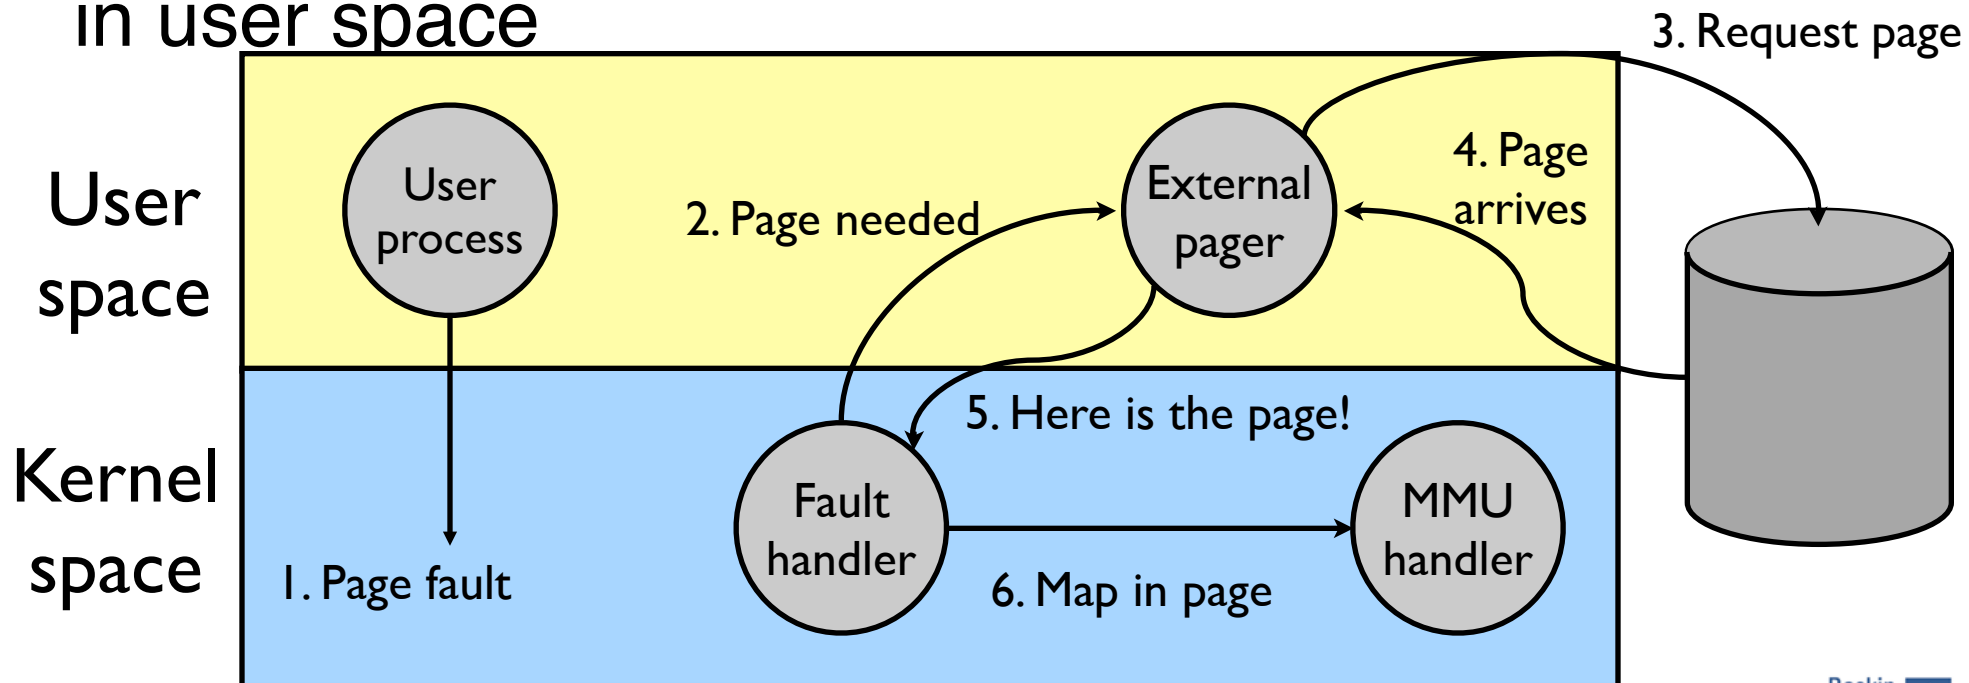 in user space
3. Request page
User
space
User
process
2. Page needed
External
pager
4. Page
arrives
5. Here is the page!
Kernel
space
1. Page fault
Fault
handler
6. Map in page
MMU
handler